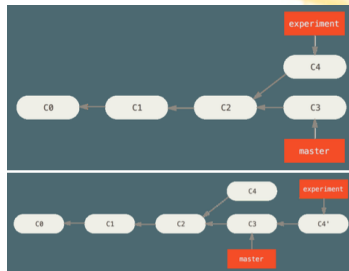 experiment
C4
C0 C1 C2 C3
master
C4 experiment
C0 C1 C2 C3 C4'
master